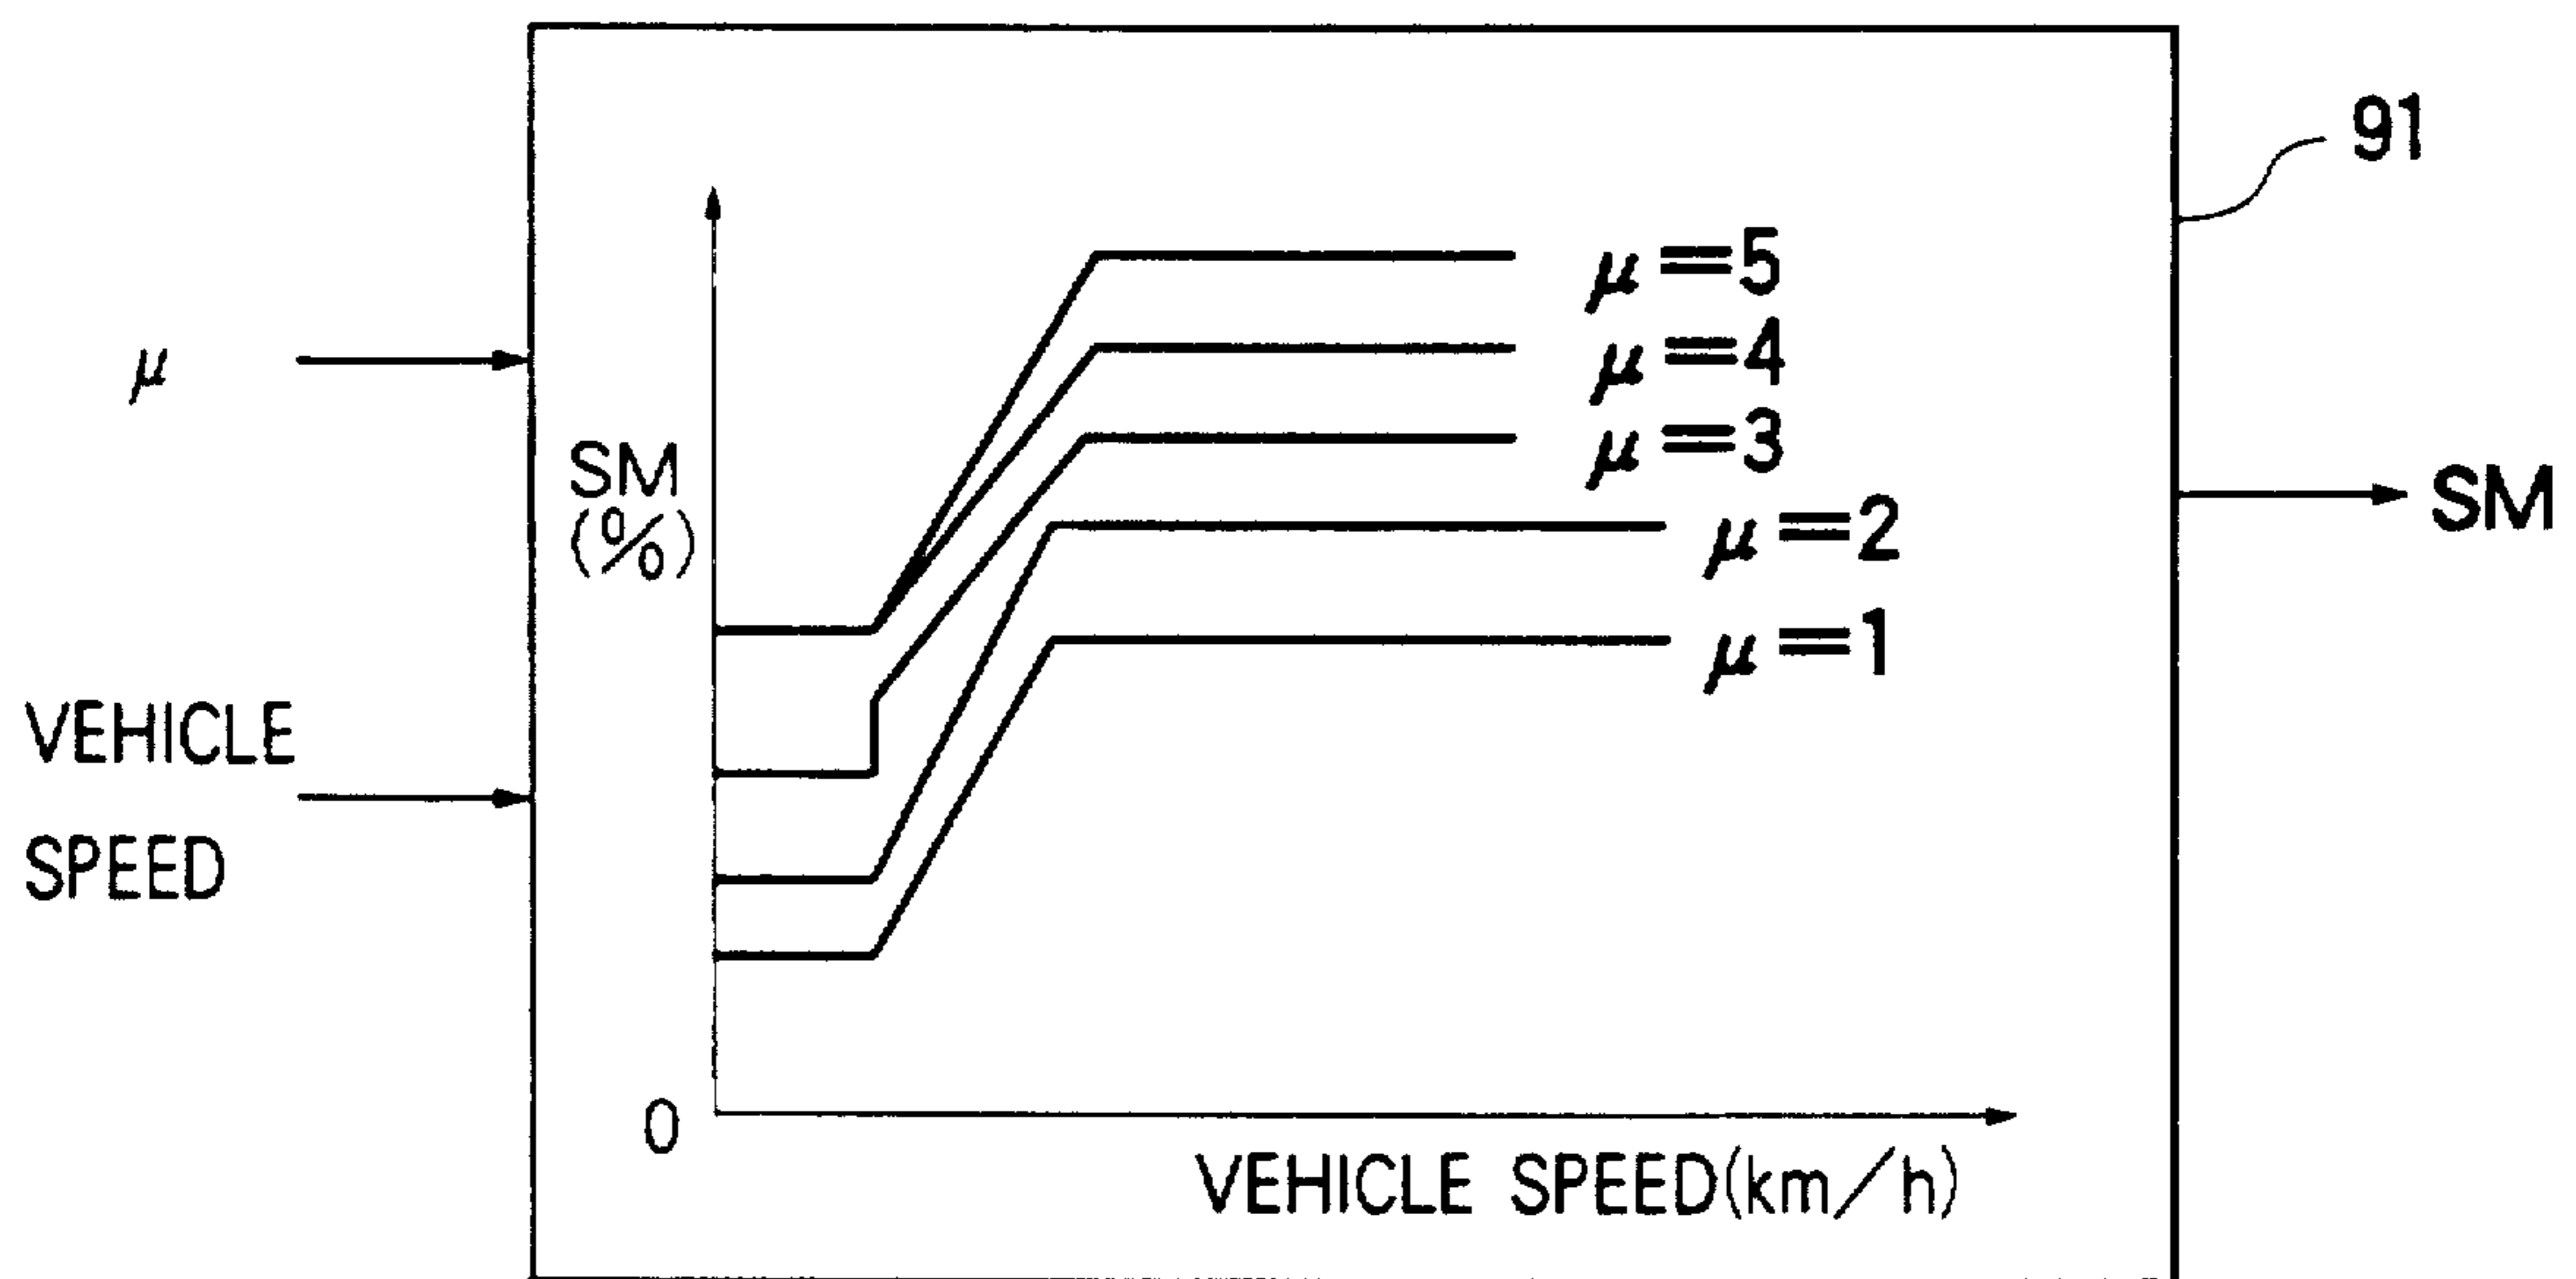 91
μ=5
μ
μ=4
μ=3
SM
(%)
μ=2
SM
μ=1
VEHICLE
SPEED
0
VEHICLE SPEED(km/h)